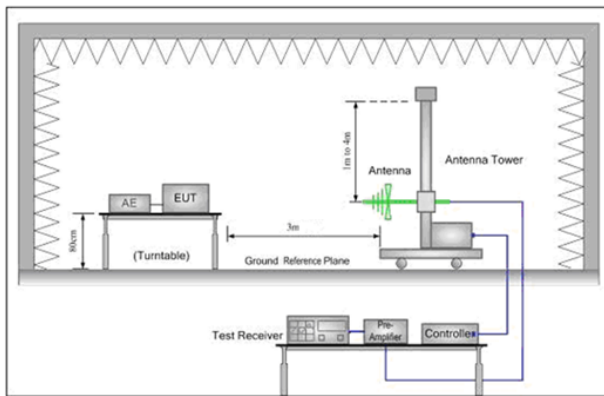 1m to 4m
Antenna
Antenna Tower
AE
EUT
80cm
(Turntable)
3m
Ground Reference Plane
Test Receiver
Pre-
Amplifier
Controller